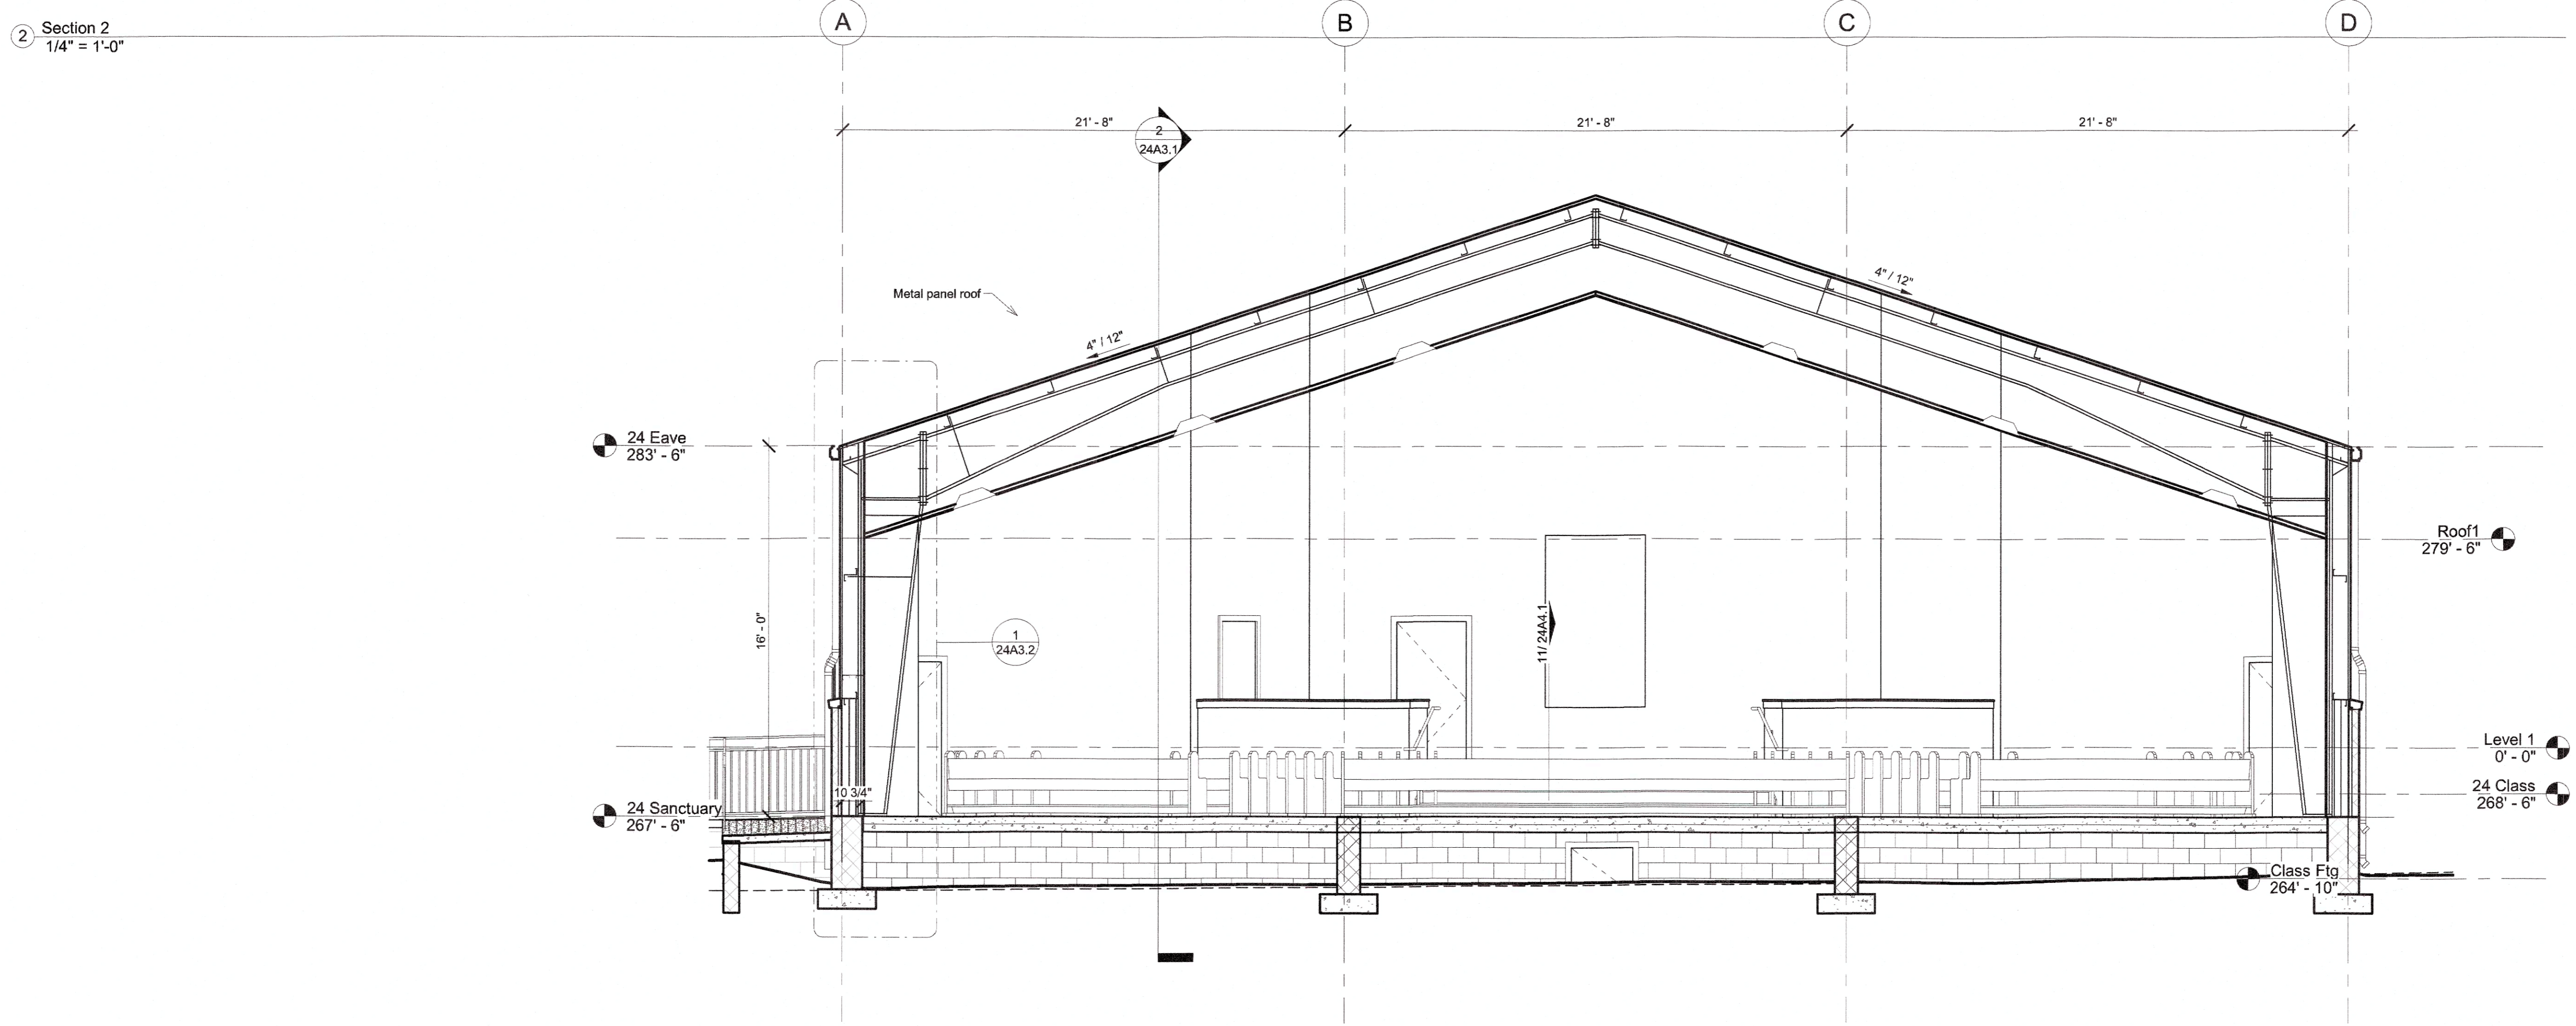 A
B
C
D
2
Section 2
1/4" = 1'-0"
21' - 8"
21' - 8"
21' - 8"
2
24A3.1
4" / 12"
4" / 12"
Metal panel roof
24 Eave
283' - 6"
Roof1
279' - 6"
16' - 0"
1
24A3.2
11/ 24A4.1
Level 1
0' - 0"
24 Class
268' - 6"
10 3/4"
24 Sanctuary
267' - 6"
Class Ftg
264' - 10"